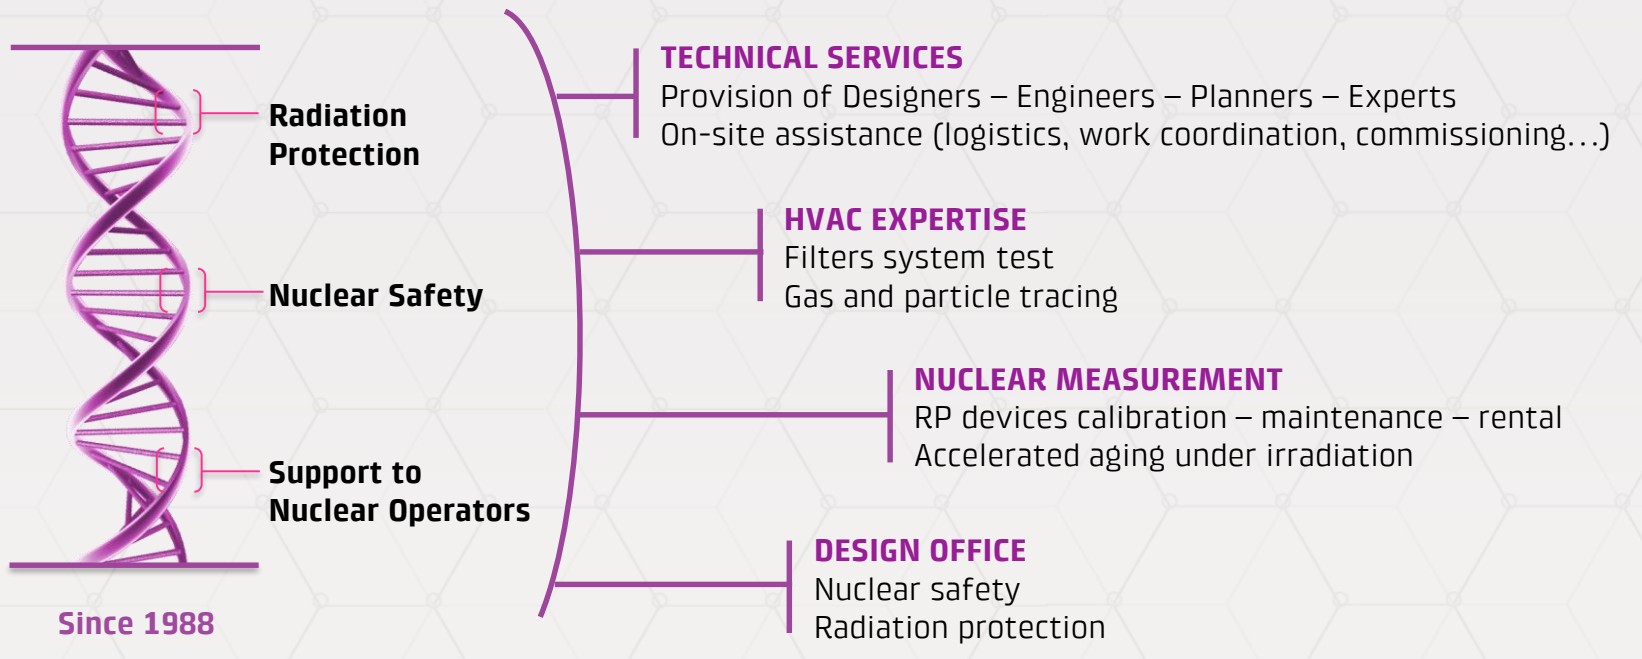 Radiation
Protection
Nuclear Safety
Support to
Nuclear Operators
Since 1988
TECHNICAL SERVICES
Provision of Designers – Engineers – Planners – Experts
On-site assistance (logistics, work coordination, commissioning…)
HVAC EXPERTISE
Filters system test
Gas and particle tracing
NUCLEAR MEASUREMENT
RP devices calibration – maintenance – rental
Accelerated aging under irradiation
DESIGN OFFICE
Nuclear safety
Radiation protection